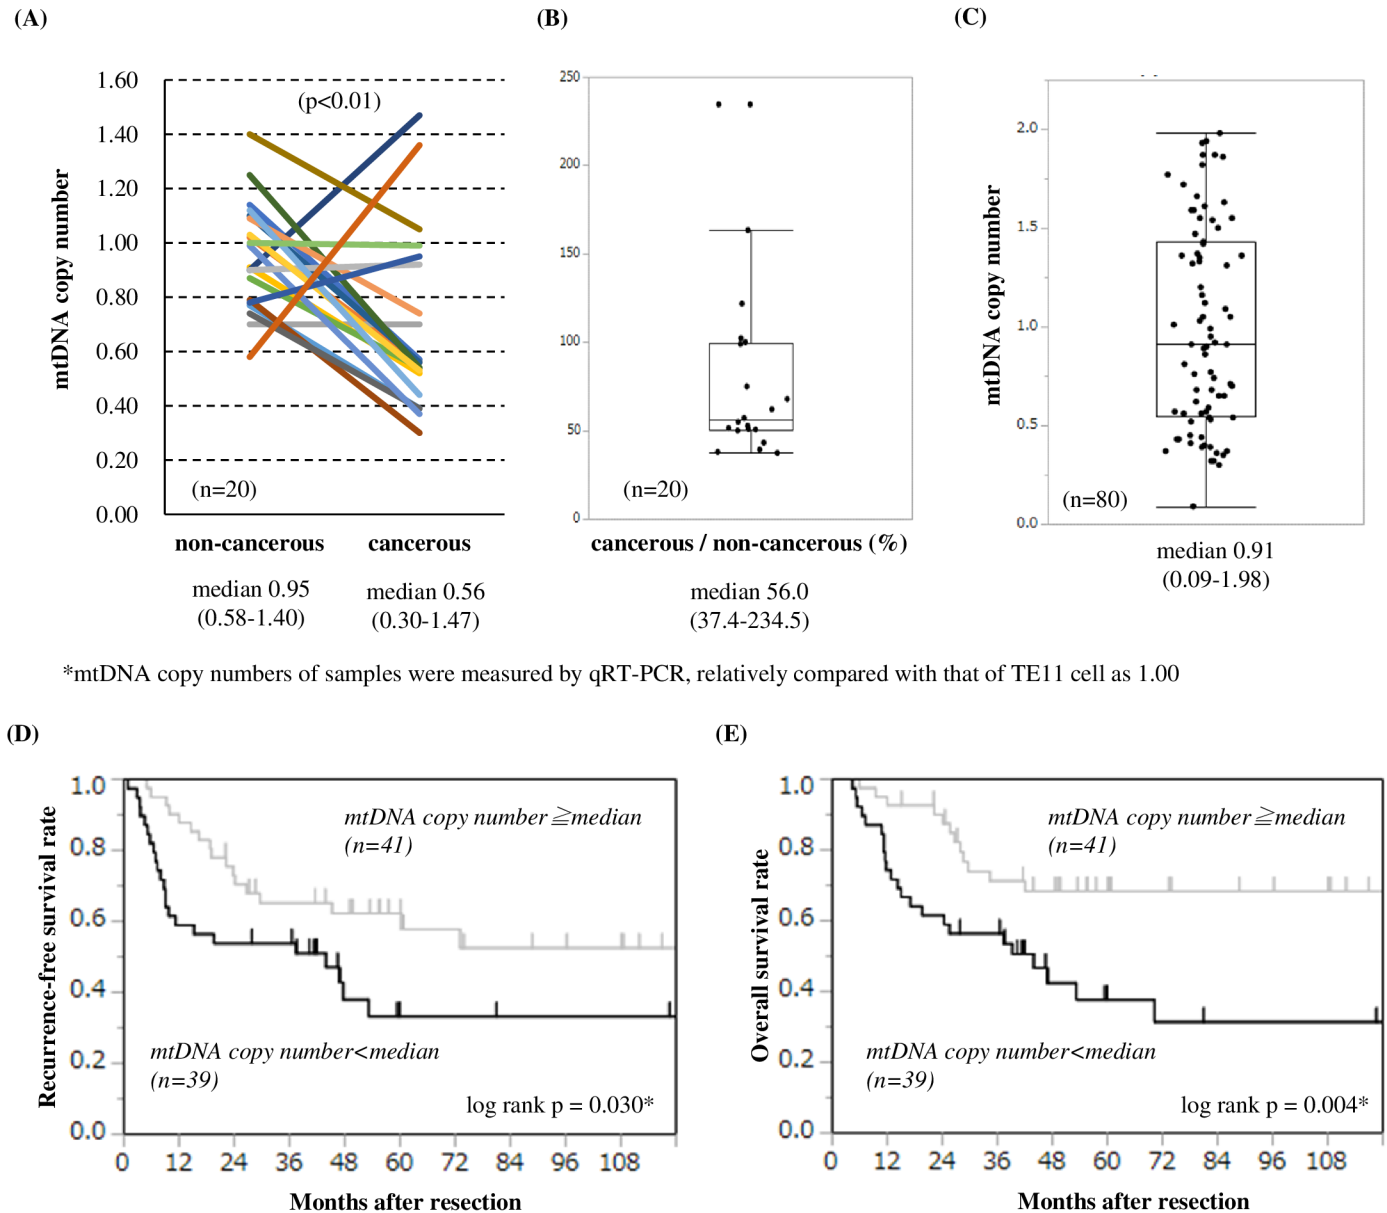 (A)
(B)
(C)
mtDNA copy number
1.60
1.40
1.20
1.00
0.80
0.60
0.40
0.20
0.00
(p<0.01)
(n=20)
non-cancerous
cancerous
median 0.95
(0.58-1.40)
median 0.56
(0.30-1.47)
250
200
150
100
50
0
(n=20)
cancerous / non-cancerous (%)
median 56.0
(37.4-234.5)
mtDNA copy number
2.0
1.5
1.0
0.5
0.0
(n=80)
median 0.91
(0.09-1.98)
*mtDNA copy numbers of samples were measured by qRT-PCR, relatively compared with that of TE11 cell as 1.00
(D)
(E)
Recurrence-free survival rate
1.0
0.8
0.6
0.4
0.2
0.0
mtDNA copy number≧median
(n=41)
mtDNA copy number<median
(n=39)
log rank p = 0.030*
0 12 24 36 48 60 72 84 96 108
Months after resection
Overall survival rate
1.0
0.8
0.6
0.4
0.2
0.0
mtDNA copy number≧median
(n=41)
mtDNA copy number<median
(n=39)
log rank p = 0.004*
0 12 24 36 48 60 72 84 96 108
Months after resection